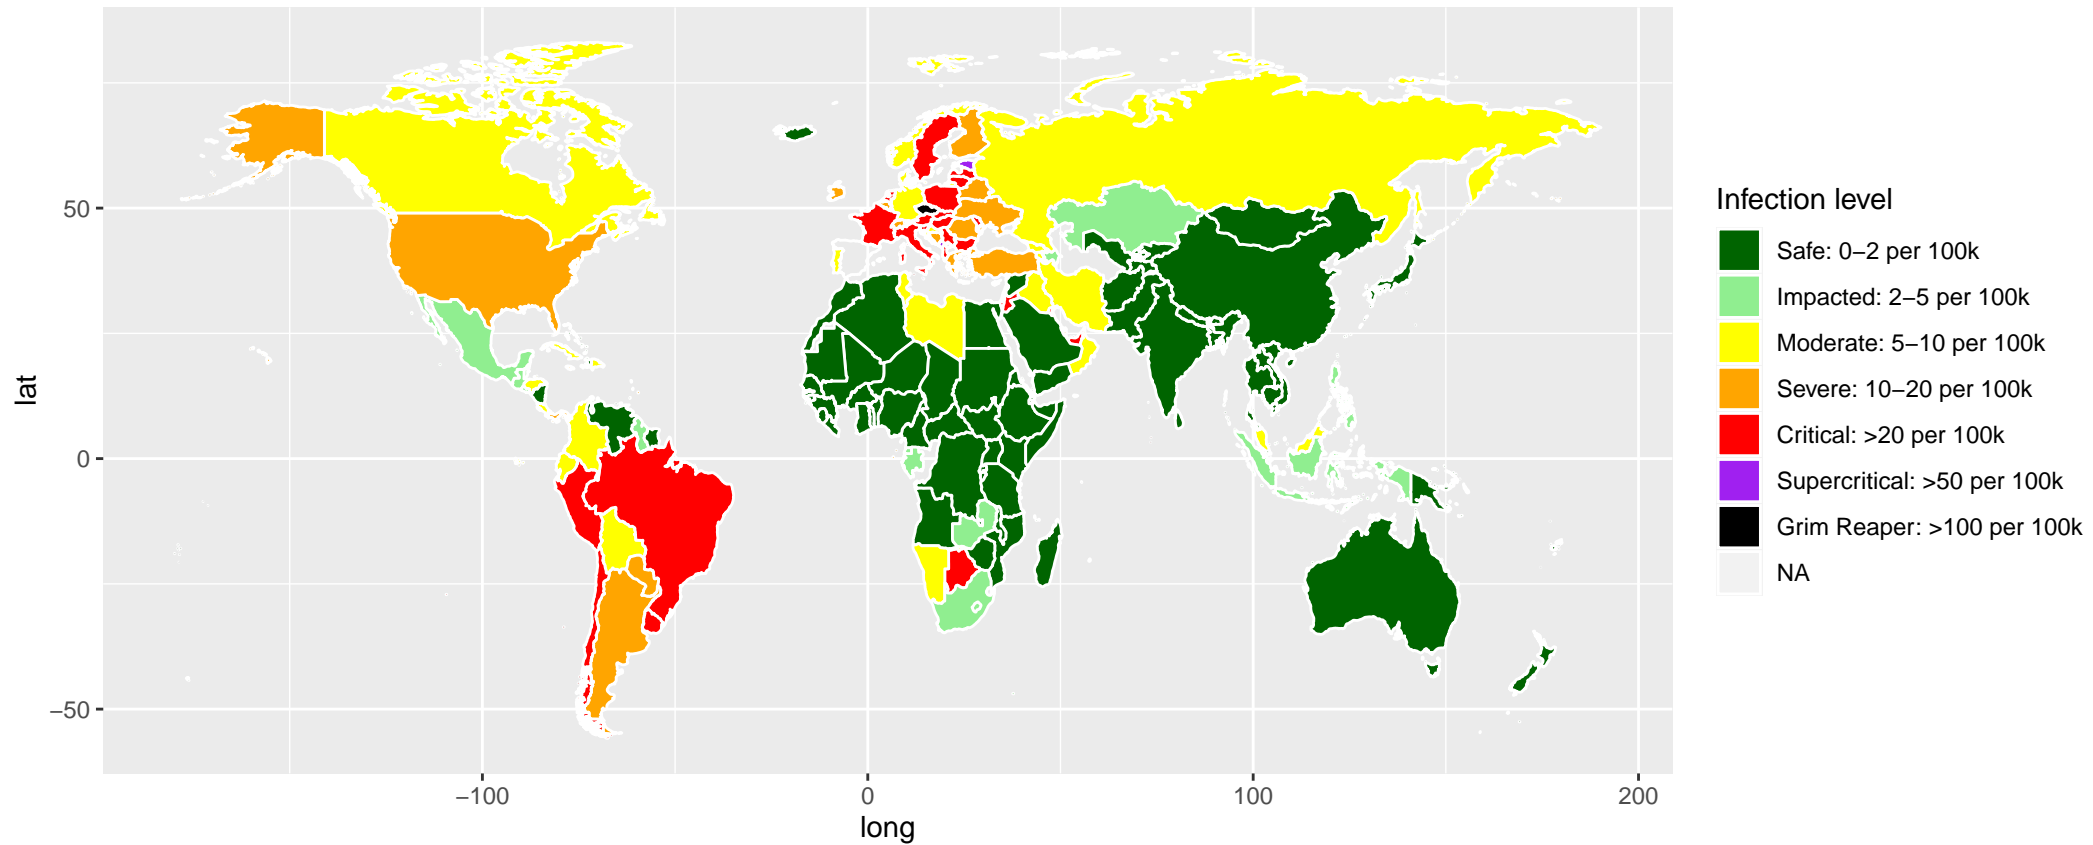 50
0
−50
lat
−100
0
100
200
long
Infection level
Safe: 0−2 per 100k
Impacted: 2−5 per 100k
Moderate: 5−10 per 100k
Severe: 10−20 per 100k
Critical: >20 per 100k
Supercritical: >50 per 100k
Grim Reaper: >100 per 100k
NA